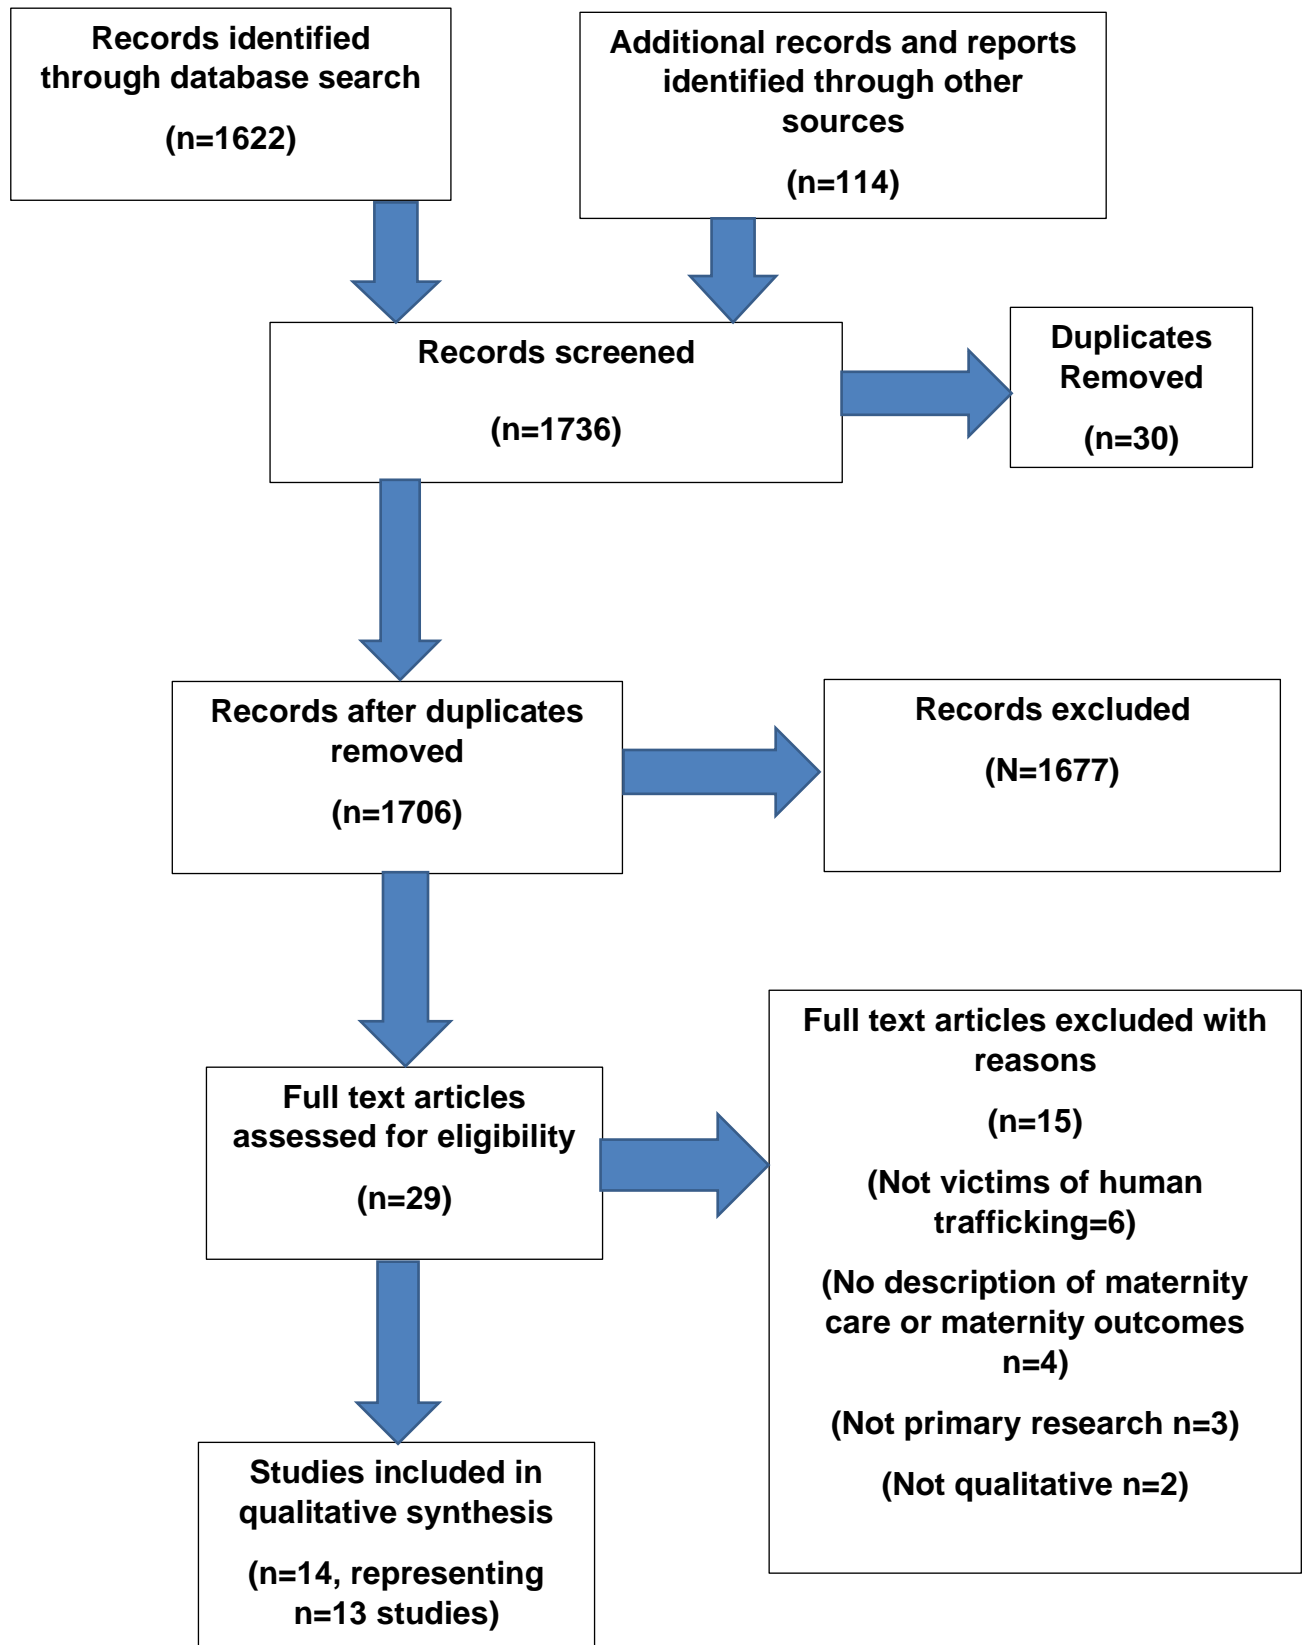 Records identified
through database search
(n=1622)
Additional records and reports
identified through other
sources
(n=114)
Records screened
(n=1736)
Duplicates
Removed
(n=30)
Records after duplicates
removed
(n=1706)
Records excluded
(N=1677)
Full text articles
assessed for eligibility
(n=29)
Full text articles excluded with
reasons
(n=15)
(Not victims of human
trafficking=6)
(No description of maternity
care or maternity outcomes
n=4)
(Not primary research n=3)
(Not qualitative n=2)
Studies included in
qualitative synthesis
(n=14, representing
n=13 studies)